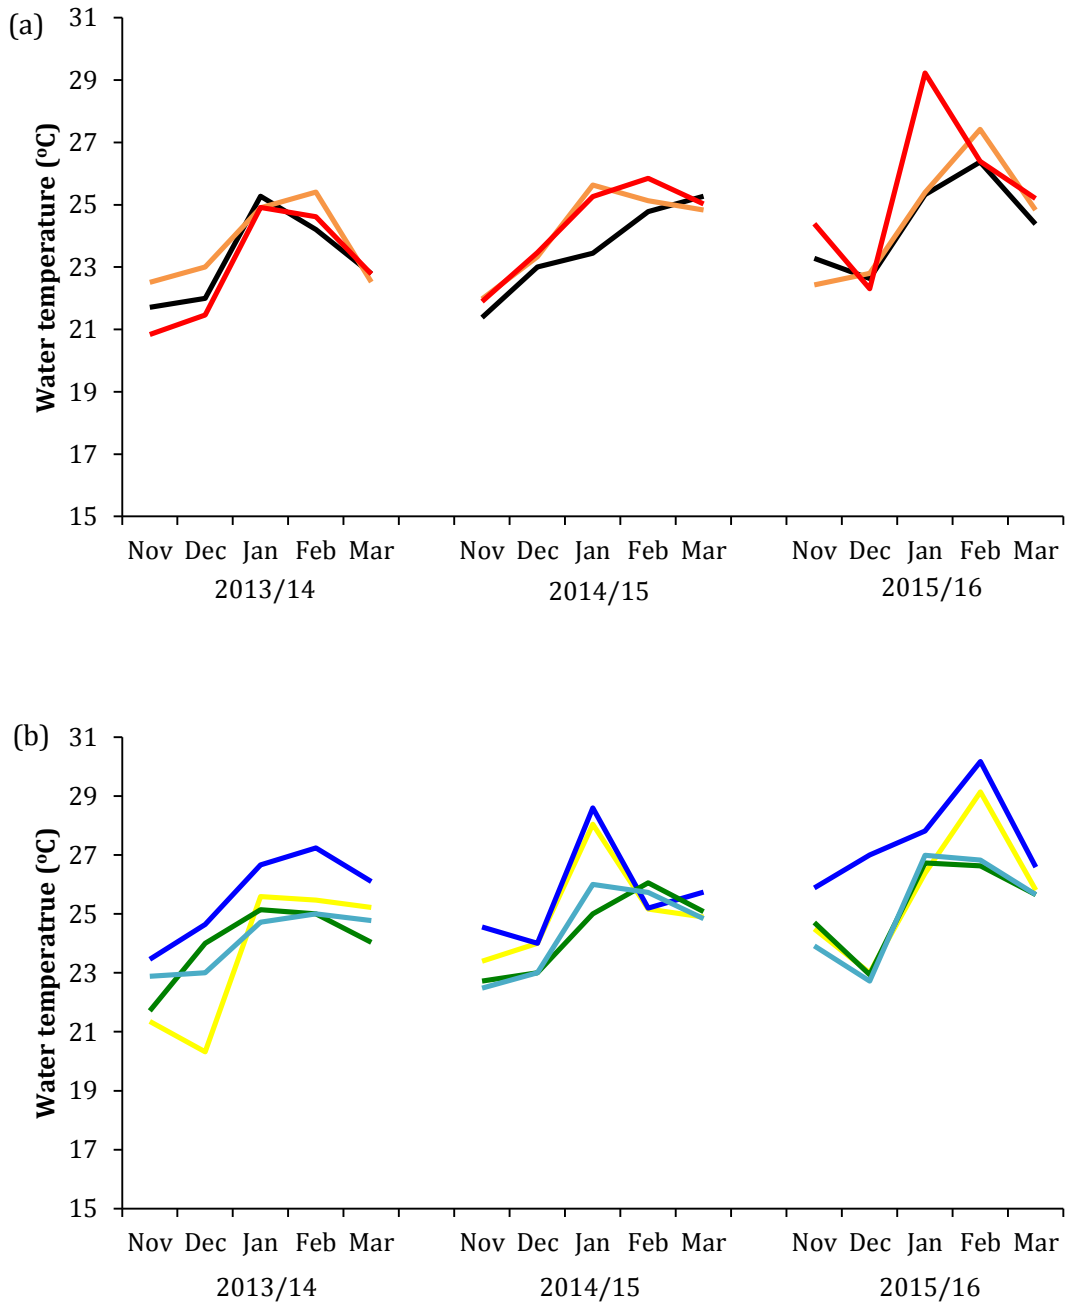 (a)
Water temperature (°C)
31
29
27
25
23
21
19
17
15
Nov Dec Jan Feb Mar Nov Dec Jan Feb Mar Nov Dec Jan Feb Mar
2013/14 2014/15 2015/16
(b)
Water temperatrue (°C)
31
29
27
25
23
21
19
17
15
Nov Dec Jan Feb Mar Nov Dec Jan Feb Mar Nov Dec Jan Feb Mar
2013/14 2014/15 2015/16